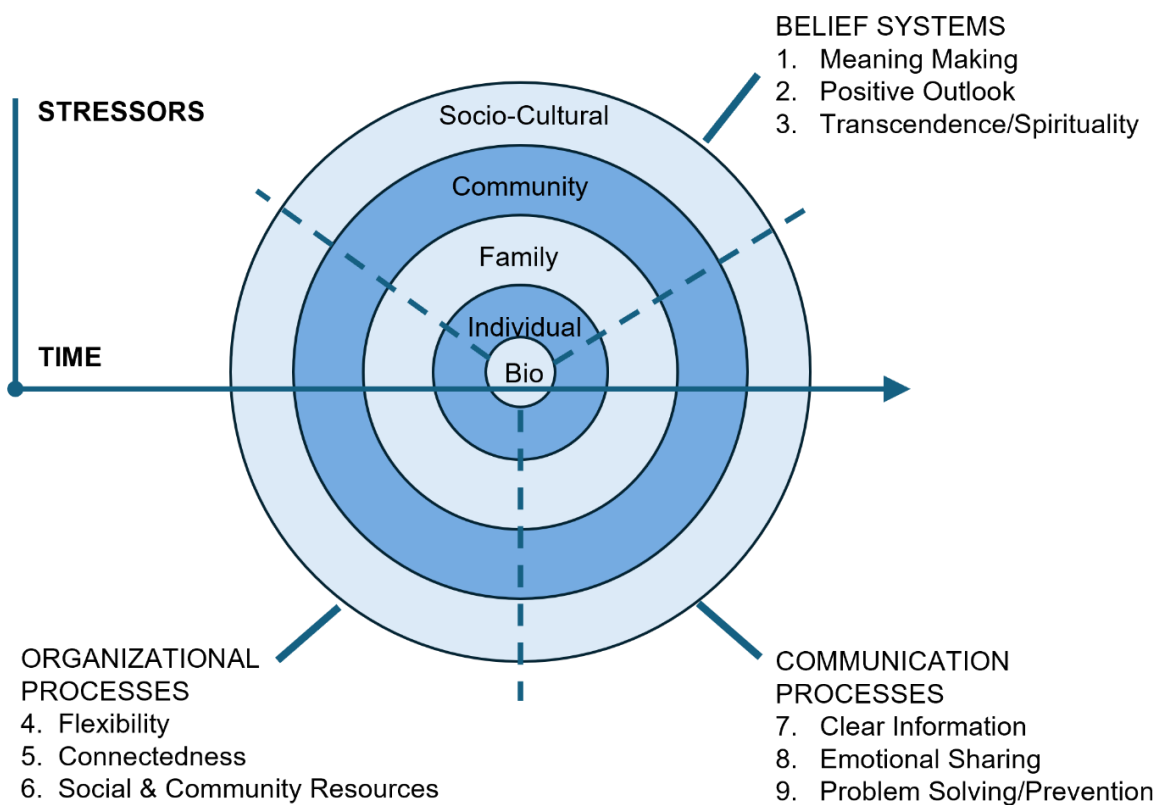 BELIEF SYSTEMS
1. Meaning Making
2. Positive Outlook
3. Transcendence/Spirituality
STRESSORS
Socio-Cultural
Community
Family
Individual
TIME
Bio
ORGANIZATIONAL
PROCESSES
4. Flexibility
5. Connectedness
6. Social & Community Resources
COMMUNICATION
PROCESSES
7. Clear Information
8. Emotional Sharing
9. Problem Solving/Prevention